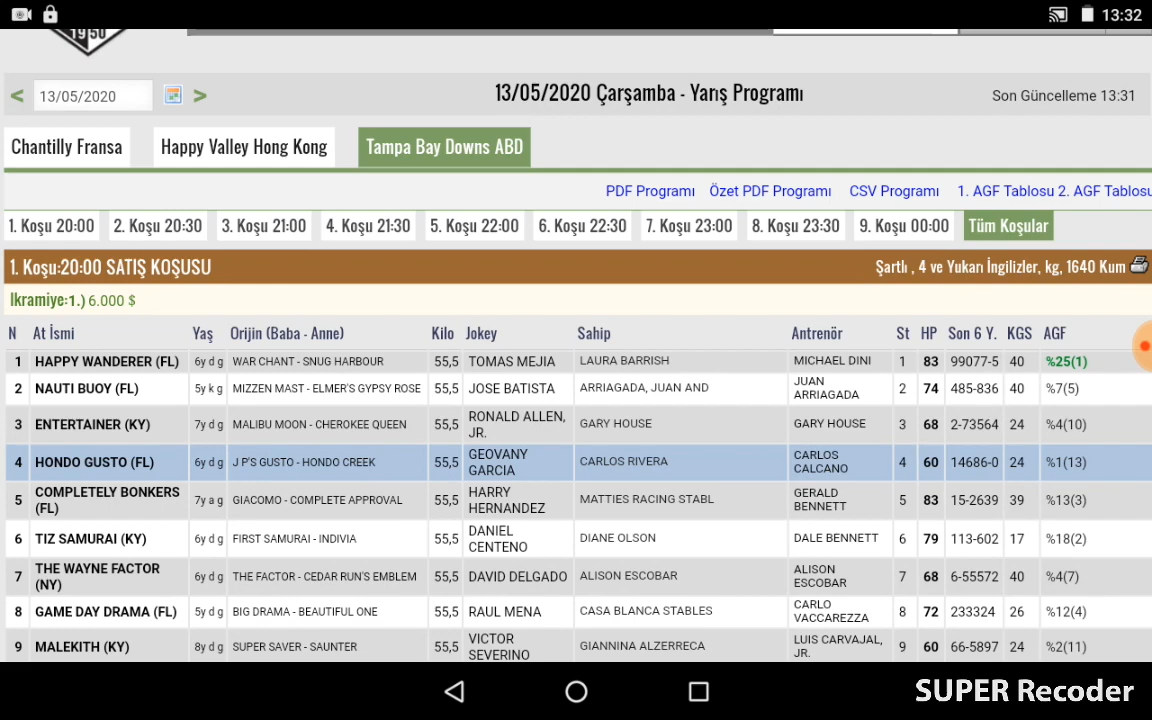 13:32
1950
< 13/05/2020 > 13/05/2020 Çarşamba - Yarış Programı Son Güncelleme 13:31
Chantilly Fransa Happy Valley Hong Kong Tampa Bay Downs ABD
PDF Programı Özet PDF Programı CSV Programı 1. AGF Tablosu 2. AGF Tablosu
1. Koşu 20:00 2. Koşu 20:30 3. Koşu 21:00 4. Koşu 21:30 5. Koşu 22:00 6. Koşu 22:30 7. Koşu 23:00 8. Koşu 23:30 9. Koşu 00:00 Tüm Koşular
1. Koşu:20:00 SATIŞ KOŞUSU Şartlı , 4 ve Yukarı İngilizler, kg, 1640 Kum
Ikramiye:1.) 6.000 $
N At İsmi Yaş Orijin (Baba - Anne) Kilo Jokey Sahip Antrenör St HP Son 6 Y. KGS AGF
1 HAPPY WANDERER (FL) 6y d g WAR CHANT - SNUG HARBOUR 55,5 TOMAS MEJIA LAURA BARRISH MICHAEL DINI 1 83 99077-5 40 %25(1)
2 NAUTI BUOY (FL) 5y k g MIZZEN MAST - ELMER'S GYPSY ROSE 55,5 JOSE BATISTA ARRIAGADA, JUAN AND JUAN ARRIAGADA 2 74 485-836 40 %7(5)
3 ENTERTAINER (KY) 7y d g MALIBU MOON - CHEROKEE QUEEN 55,5 RONALD ALLEN, JR. GARY HOUSE GARY HOUSE 3 68 2-73564 24 %4(10)
4 HONDO GUSTO (FL) 6y d g J P'S GUSTO - HONDO CREEK 55,5 GEOVANY GARCIA CARLOS RIVERA CARLOS CALCANO 4 60 14686-0 24 %1(13)
5 COMPLETELY BONKERS (FL) 7y a g GIACOMO - COMPLETE APPROVAL 55,5 HARRY HERNANDEZ MATTIES RACING STABL GERALD BENNETT 5 83 15-2639 39 %13(3)
6 TIZ SAMURAI (KY) 6y d g FIRST SAMURAI - INDIVIA 55,5 DANIEL CENTENO DIANE OLSON DALE BENNETT 6 79 113-602 17 %18(2)
7 THE WAYNE FACTOR (NY) 6y d g THE FACTOR - CEDAR RUN'S EMBLEM 55,5 DAVID DELGADO ALISON ESCOBAR ALISON ESCOBAR 7 68 6-55572 40 %4(7)
8 GAME DAY DRAMA (FL) 5y d g BIG DRAMA - BEAUTIFUL ONE 55,5 RAUL MENA CASA BLANCA STABLES CARLO VACCAREZZA 8 72 233324 26 %12(4)
9 MALEKITH (KY) 8y d g SUPER SAVER - SAUNTER 55,5 VICTOR SEVERINO GIANNINA ALZERRECA LUIS CARVAJAL, JR. 9 60 66-5897 24 %2(11)
SUPER Recoder